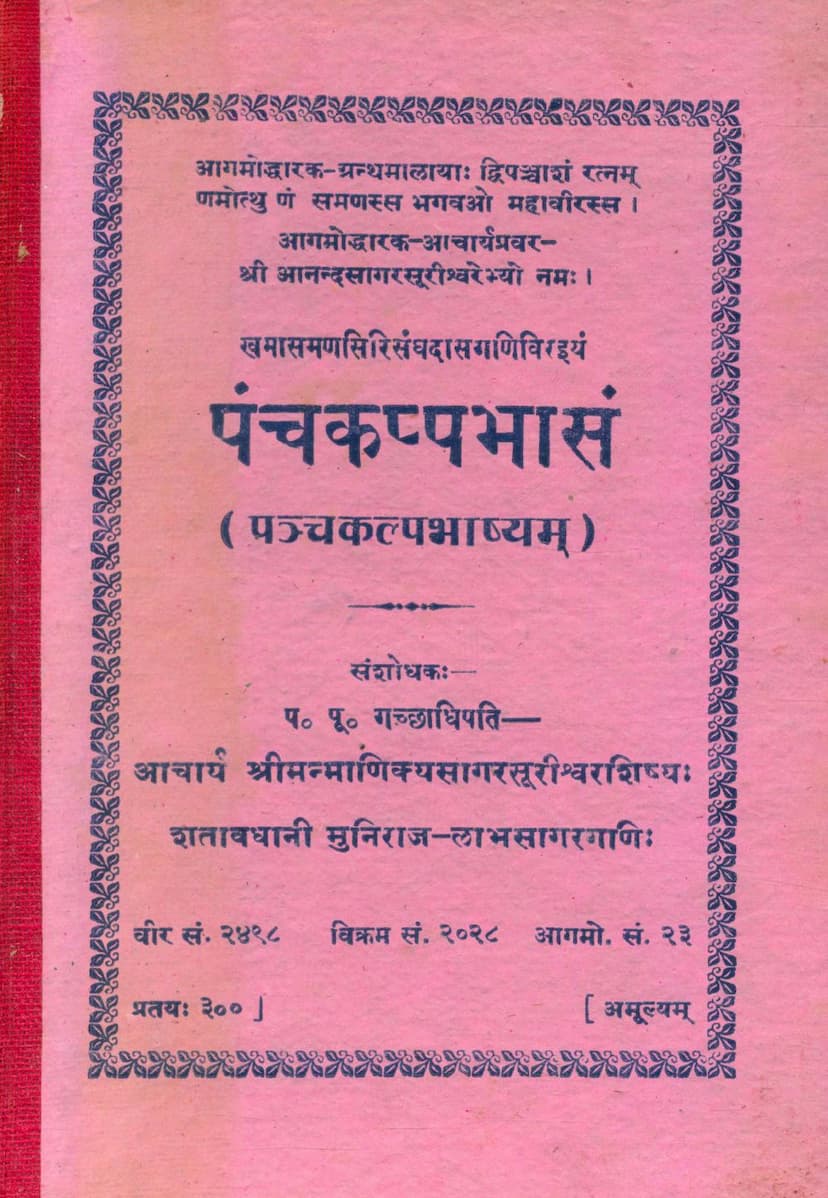 आगमोद्धारक-ग्रन्थमालायाः द्विपञ्चाशं रत्नम्
णमोत्थु णं समणस्स भगवओ महावीरस्स ।
आगमोद्धारक-आचार्यप्रवर-
श्री आनन्दसागरसूरीश्वरेभ्यो नमः ।
खमासमणसिरिसंघदासगणिविरइयं
पंचकप्पभासं
( पञ्चकल्पभाष्यम् )
संशोधकः—
प० पू० गच्छाधिपति—
आचार्य श्रीमन्माणिक्यसागरसूरीश्वरशिष्यः
शतावधानी मुनिराज-लाभसागरगणिः
वीर सं. २४९८ विक्रम सं. २०२८ आगमो. सं. २३
प्रतयः ३०० ] [ अमूल्यम्